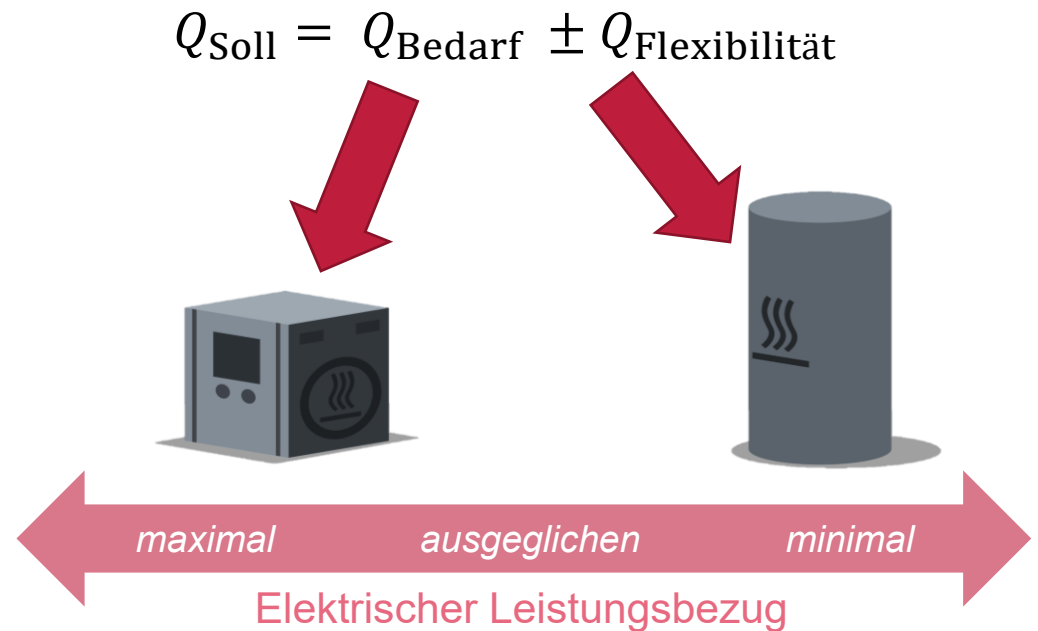 Q_Soll = Q_Bedarf ± Q_Flexibilität
maximal ausgeglichen minimal
Elektrischer Leistungsbezug